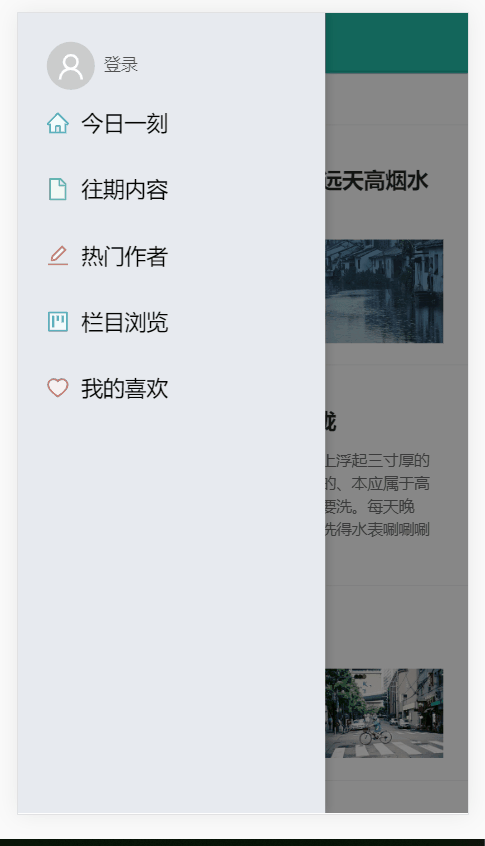 登录
今日一刻
往期内容
热门作者
栏目浏览
我的喜欢
远天高烟水
上浮起三寸厚的
的、本应属于高
要洗。每天晚
洗得水表唰唰唰